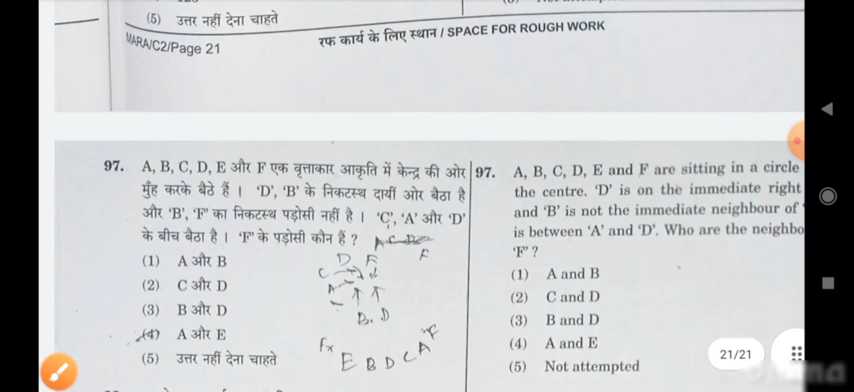 (5) उत्तर नहीं देना चाहते
MARA/C2/Page 21
रफ कार्य के लिए स्थान / SPACE FOR ROUGH WORK
97. A, B, C, D, E और F एक वृत्ताकार आकृति में केन्द्र की ओर
मुँह करके बैठे हैं । 'D', 'B' के निकटस्थ दायीं ओर बैठा है
और 'B', 'F' का निकटस्थ पड़ोसी नहीं है । 'C', 'A' और 'D'
के बीच बैठा है । 'F' के पड़ोसी कौन हैं ?
(1) A और B
(2) C और D
(3) B और D
(4) A और E
(5) उत्तर नहीं देना चाहते
D F
C
A
B. D
F
E B D C A F
97. A, B, C, D, E and F are sitting in a circle
the centre. 'D' is on the immediate right
and 'B' is not the immediate neighbour of
is between 'A' and 'D'. Who are the neighbo
'F' ?
(1) A and B
(2) C and D
(3) B and D
(4) A and E
(5) Not attempted
21/21